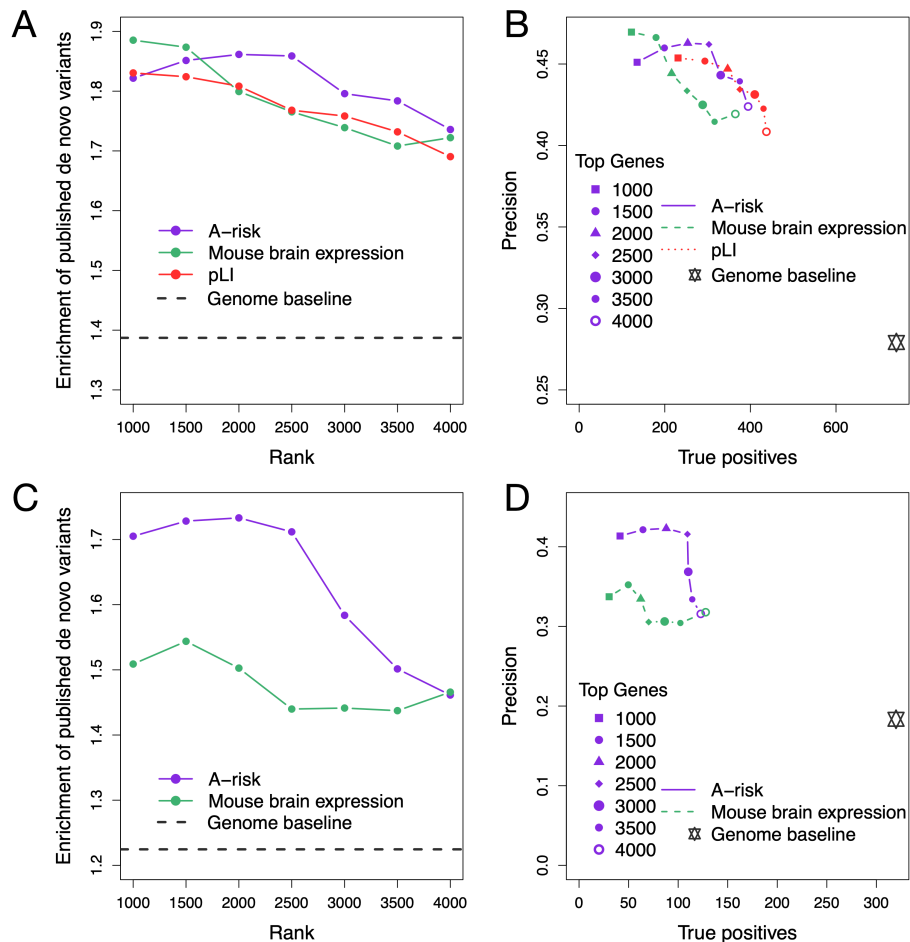 A
Enrichment of published de novo variants
1.9
1.8
1.7
1.6
1.5
1.4
1.3
A−risk
Mouse brain expression
pLI
Genome baseline
1000 1500 2000 2500 3000 3500 4000
Rank
B
Precision
0.45
0.40
0.35
0.30
0.25
Top Genes
1000
1500
2000
2500
3000
3500
4000
A−risk
Mouse brain expression
pLI
Genome baseline
0 200 400 600
True positives
C
Enrichment of published de novo variants
1.7
1.6
1.5
1.4
1.3
1.2
A−risk
Mouse brain expression
Genome baseline
1000 1500 2000 2500 3000 3500 4000
Rank
D
Precision
0.4
0.3
0.2
0.1
0.0
Top Genes
1000
1500
2000
2500
3000
3500
4000
A−risk
Mouse brain expression
Genome baseline
0 50 100 150 200 250 300
True positives